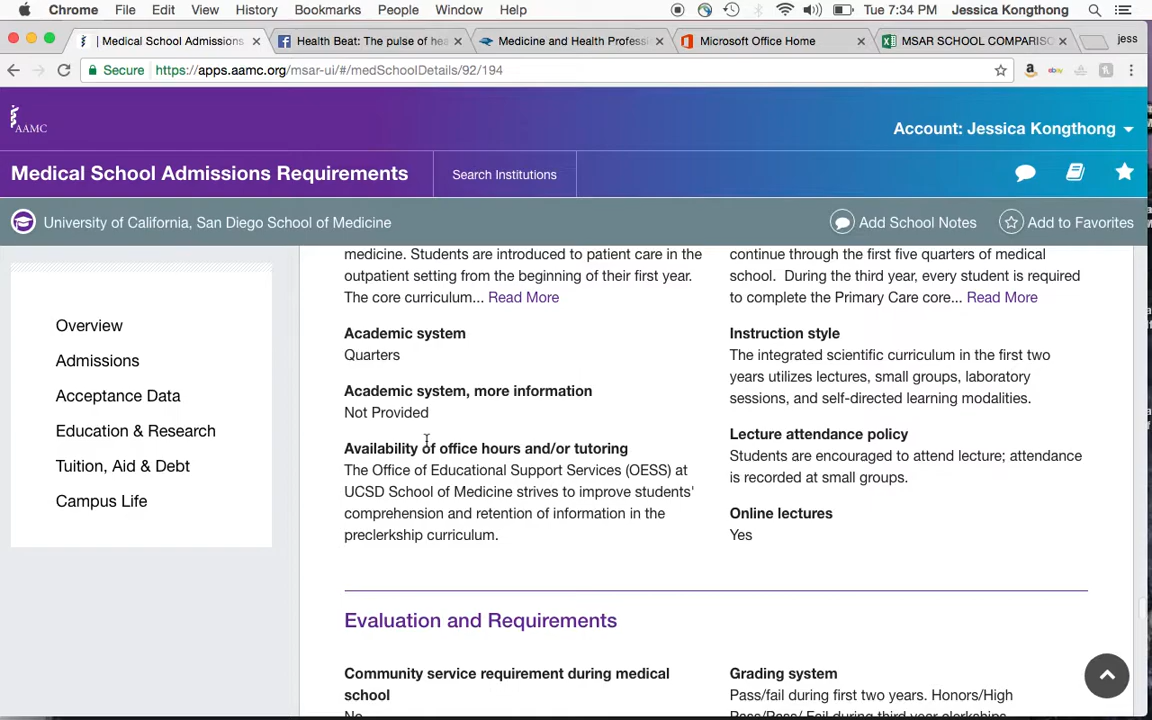 Chrome File Edit View History Bookmarks People Window Help Tue 7:34 PM Jessica Kongthong
| Medical School Admissions Health Beat: The pulse of hea Medicine and Health Profess Microsoft Office Home MSAR SCHOOL COMPARISO jess
Secure https://apps.aamc.org/msar-ui/#/medSchoolDetails/92/194
AAMC
Account: Jessica Kongthong
Medical School Admissions Requirements Search Institutions
University of California, San Diego School of Medicine Add School Notes Add to Favorites
Overview
Admissions
Acceptance Data
Education & Research
Tuition, Aid & Debt
Campus Life
medicine. Students are introduced to patient care in the
outpatient setting from the beginning of their first year.
The core curriculum... Read More
Academic system
Quarters
Academic system, more information
Not Provided
Availability of office hours and/or tutoring
The Office of Educational Support Services (OESS) at
UCSD School of Medicine strives to improve students'
comprehension and retention of information in the
preclerkship curriculum.
continue through the first five quarters of medical
school. During the third year, every student is required
to complete the Primary Care core... Read More
Instruction style
The integrated scientific curriculum in the first two
years utilizes lectures, small groups, laboratory
sessions, and self-directed learning modalities.
Lecture attendance policy
Students are encouraged to attend lecture; attendance
is recorded at small groups.
Online lectures
Yes
Evaluation and Requirements
Community service requirement during medical
school
No
Grading system
Pass/fail during first two years. Honors/High
Pass/Pass/ Fail during third year clerkships